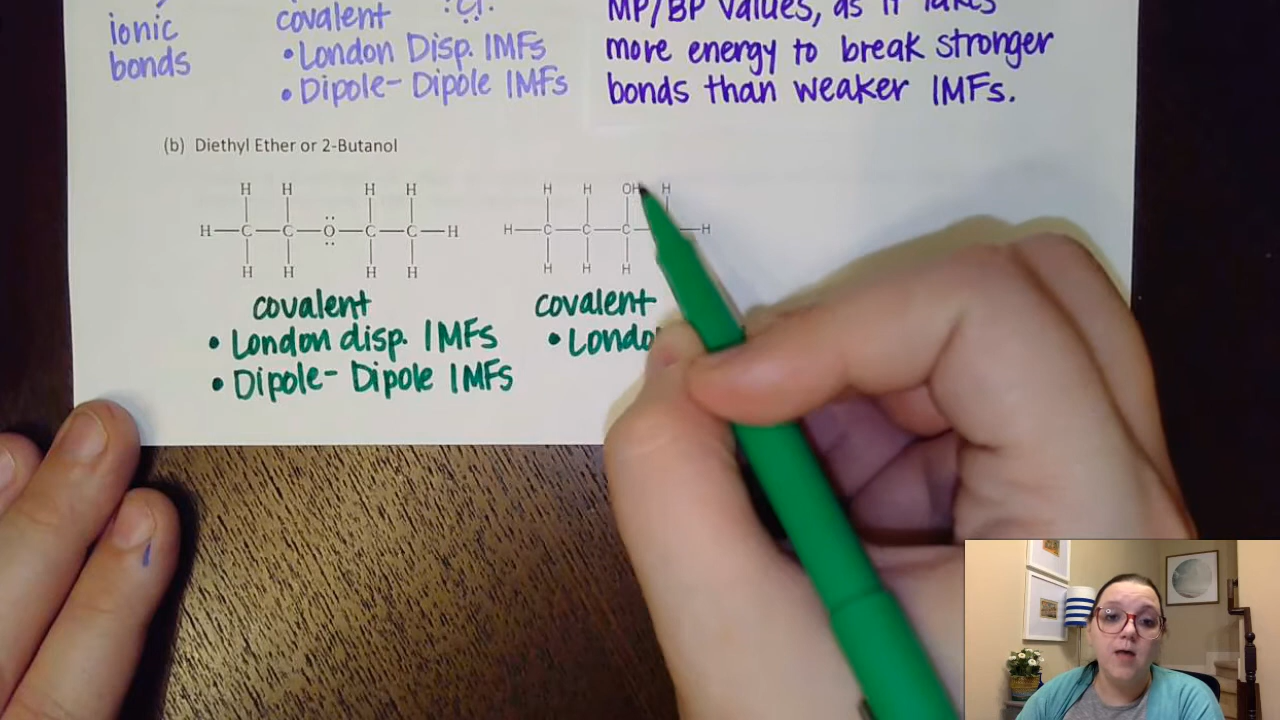 ionic
bonds
covalent :Cl:
• London Disp. IMFs
• Dipole-Dipole IMFs
MP/BP values, as it takes
more energy to break stronger
bonds than weaker IMFs.
(b) Diethyl Ether or 2-Butanol
H H H H
H—C—C—O—C—C—H
H H H H
H H OH H
H—C—C—C —H
H H H
covalent
• London disp. IMFs
• Dipole-Dipole IMFs
covalent
• Londo